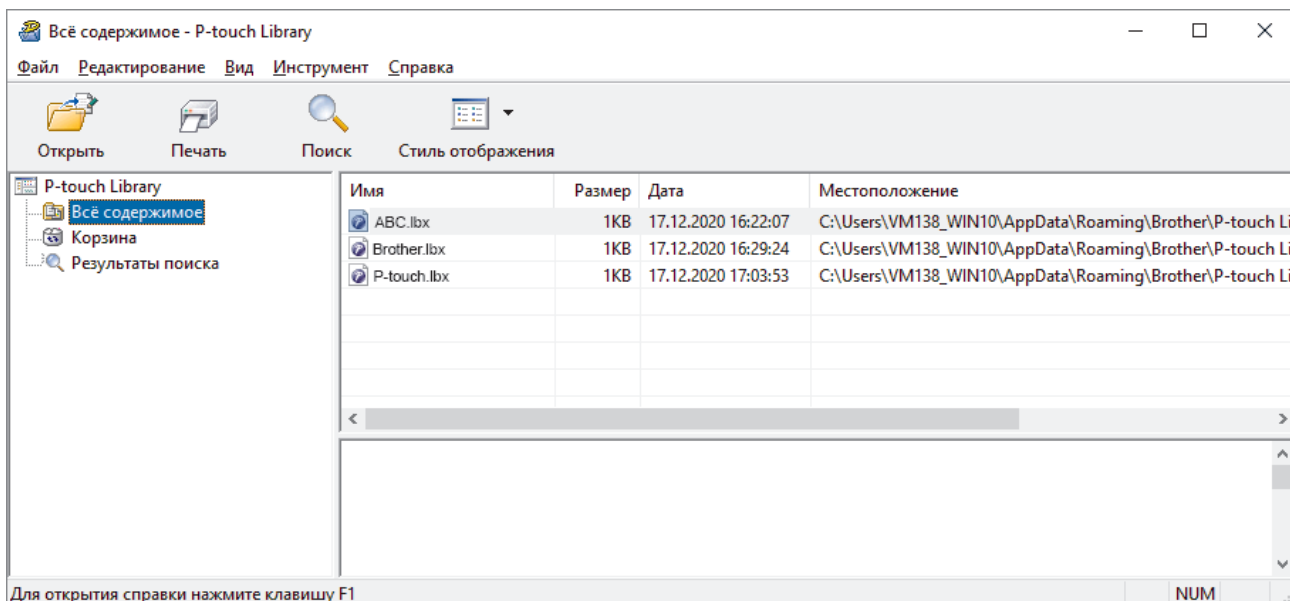 Всё содержимое - P-touch Library
Файл Редактирование Вид Инструмент Справка
Открыть Печать Поиск Стиль отображения
P-touch Library
Всё содержимое
Корзина
Результаты поиска
Имя Размер Дата Местоположение
ABC.lbx 1KB 17.12.2020 16:22:07 C:\Users\VM138_WIN10\AppData\Roaming\Brother\P-touch Li
Brother.lbx 1KB 17.12.2020 16:29:24 C:\Users\VM138_WIN10\AppData\Roaming\Brother\P-touch Li
P-touch.lbx 1KB 17.12.2020 17:03:53 C:\Users\VM138_WIN10\AppData\Roaming\Brother\P-touch Li
Для открытия справки нажмите клавишу F1 NUM